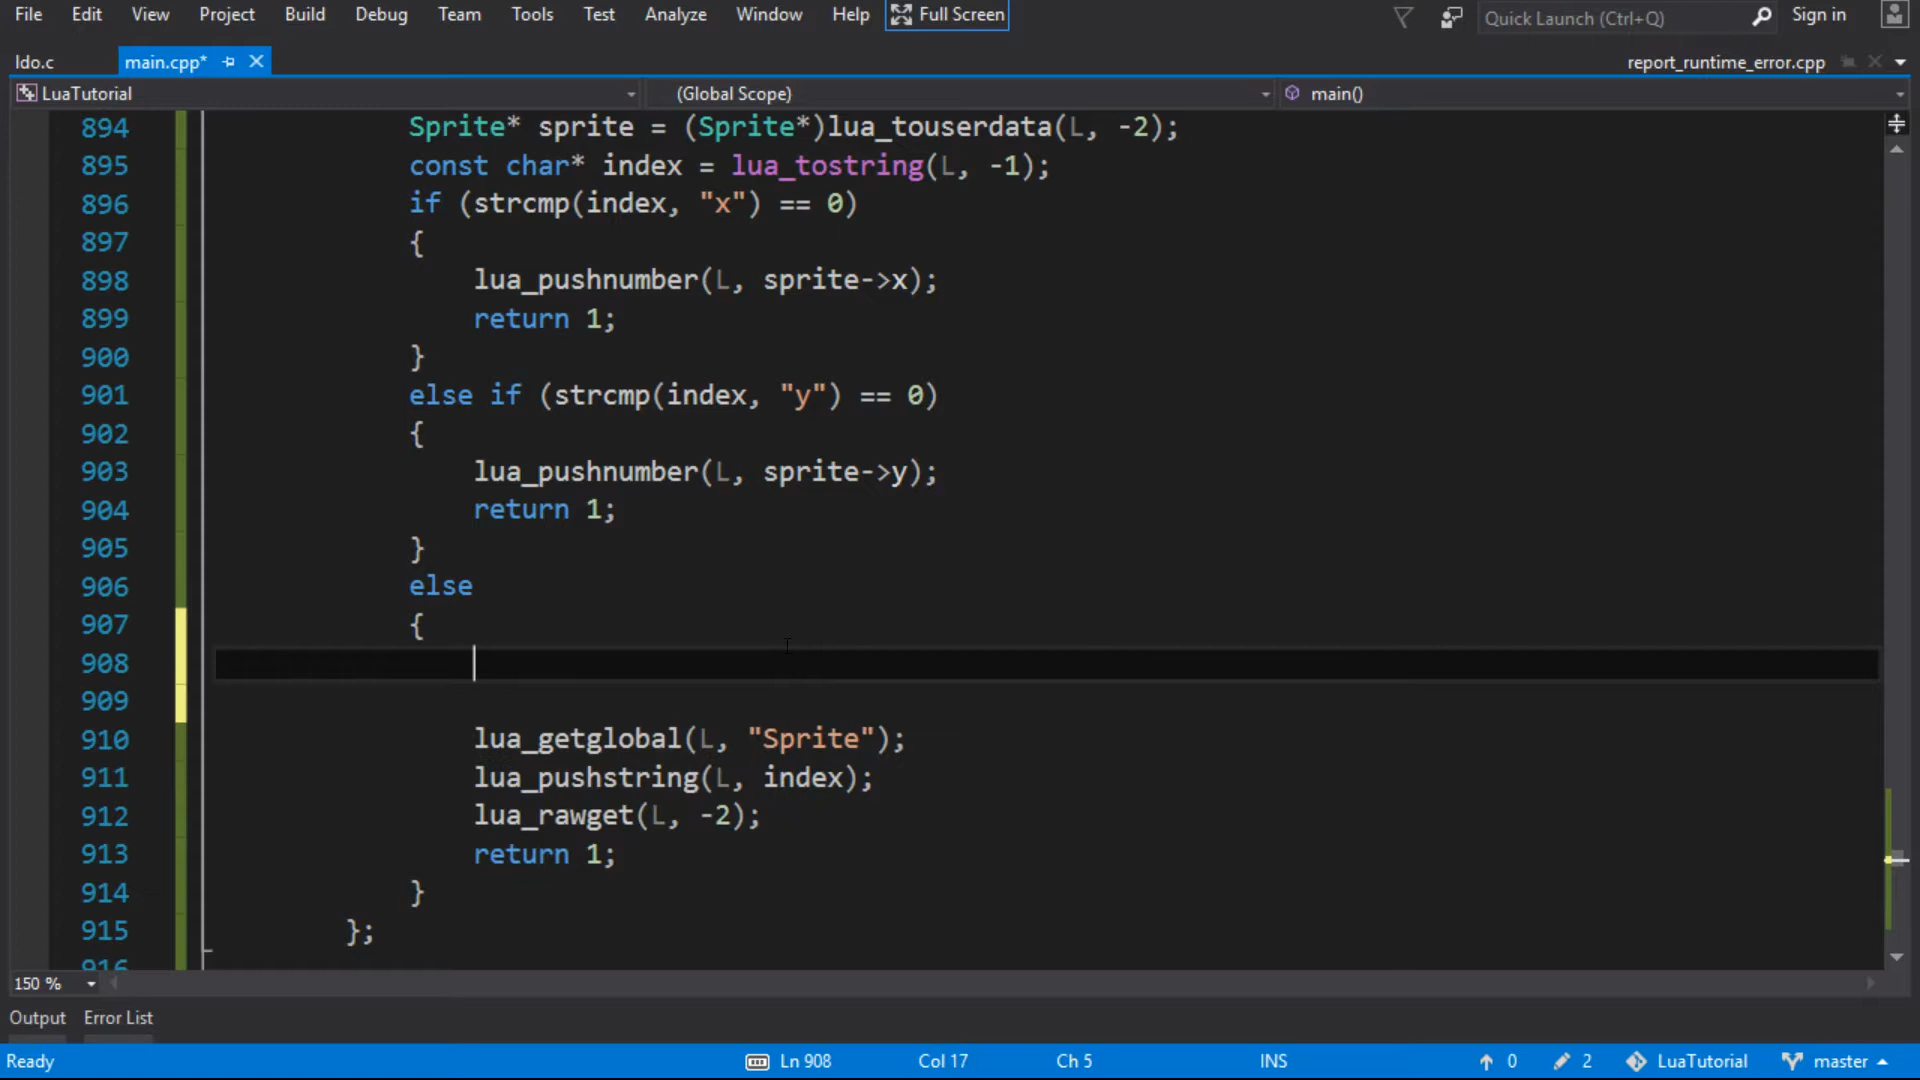 File Edit View Project Build Debug Team Tools Test Analyze Window Help Full Screen Quick Launch (Ctrl+Q) Sign in
ldo.c main.cpp* report_runtime_error.cpp
LuaTutorial (Global Scope) main()
894 Sprite* sprite = (Sprite*)lua_touserdata(L, -2);
895 const char* index = lua_tostring(L, -1);
896 if (strcmp(index, "x") == 0)
897 {
898 lua_pushnumber(L, sprite->x);
899 return 1;
900 }
901 else if (strcmp(index, "y") == 0)
902 {
903 lua_pushnumber(L, sprite->y);
904 return 1;
905 }
906 else
907 {
908
909
910 lua_getglobal(L, "Sprite");
911 lua_pushstring(L, index);
912 lua_rawget(L, -2);
913 return 1;
914 }
915 };
916
150 %
Output Error List
Ready Ln 908 Col 17 Ch 5 INS 0 2 LuaTutorial master